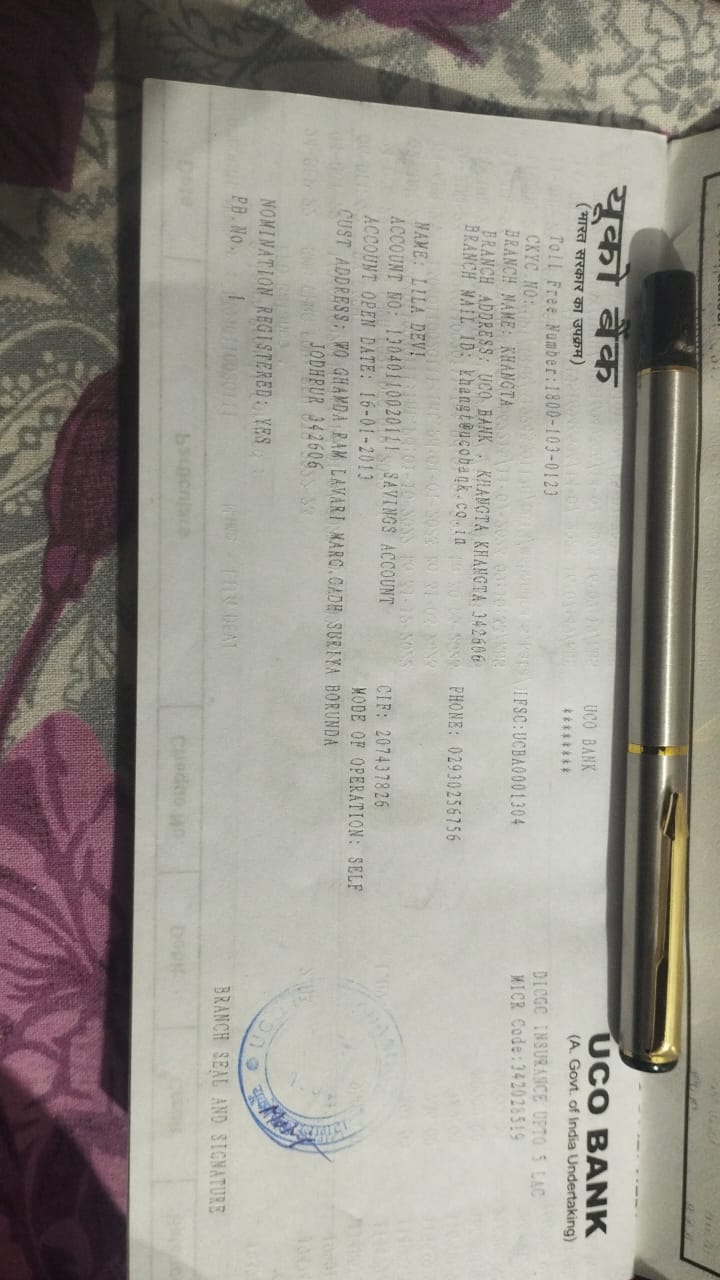 यूको बैंक
(भारत सरकार का उपक्रम)
UCO BANK
(A. Govt. of India Undertaking)
UCO BANK
********
Toll Free Number:1800-103-0123
DICGC INSURANCE UPTO 5 LAC
CKYC NO:
IFSC:UCBA0001304
MICR Code:342028519
BRANCH NAME: KHANGTA
BRANCH ADDRESS: UCO BANK , KHANGTA KHANGTA 342606
BRANCH MAIL ID: khangt@ucobank.co.in
PHONE: 02930256756
NAME: LILA DEVI
ACCOUNT NO: 13040110020111 SAVINGS ACCOUNT
CIF: 207437826
ACCOUNT OPEN DATE: 16-01-2013
MODE OF OPERATION: SELF
CUST ADDRESS: WO GHAMDA RAM LAVARI MARG,GADH SURIYA BORUNDA
JODHPUR 342606
NOMINATION REGISTERED: YES
PB No. 1
BRANCH SEAL AND SIGNATURE
UCO